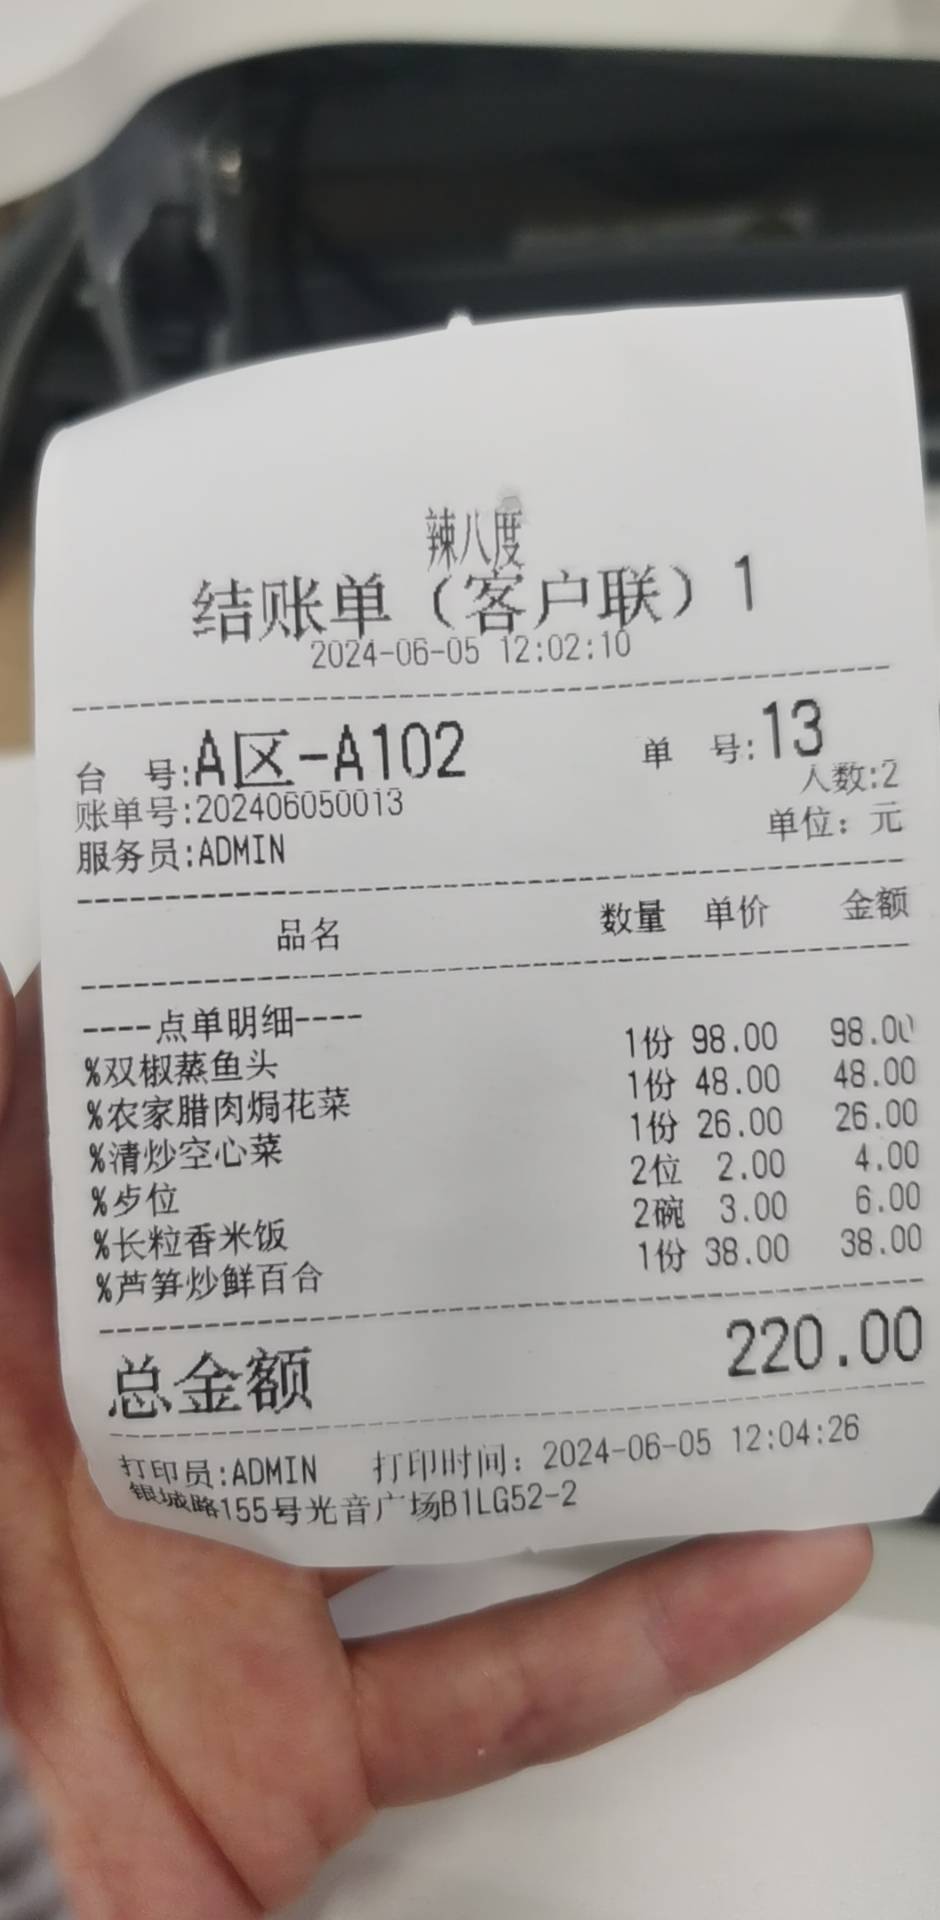 辣八度
结账单（客户联）1
2024-06-05 12:02:10
台 号:A区-A102 单 号:13
账单号:202406050013 人数:2
服务员:ADMIN 单位：元
品名 数量 单价 金额
----点单明细----
%双椒蒸鱼头 1份 98.00 98.00
%农家腊肉焗花菜 1份 48.00 48.00
%清炒空心菜 1份 26.00 26.00
%歺位 2位 2.00 4.00
%长粒香米饭 2碗 3.00 6.00
%芦笋炒鲜百合 1份 38.00 38.00
总金额 220.00
打印员:ADMIN 打印时间：2024-06-05 12:04:26
银城路155号光音广场B1LG52-2